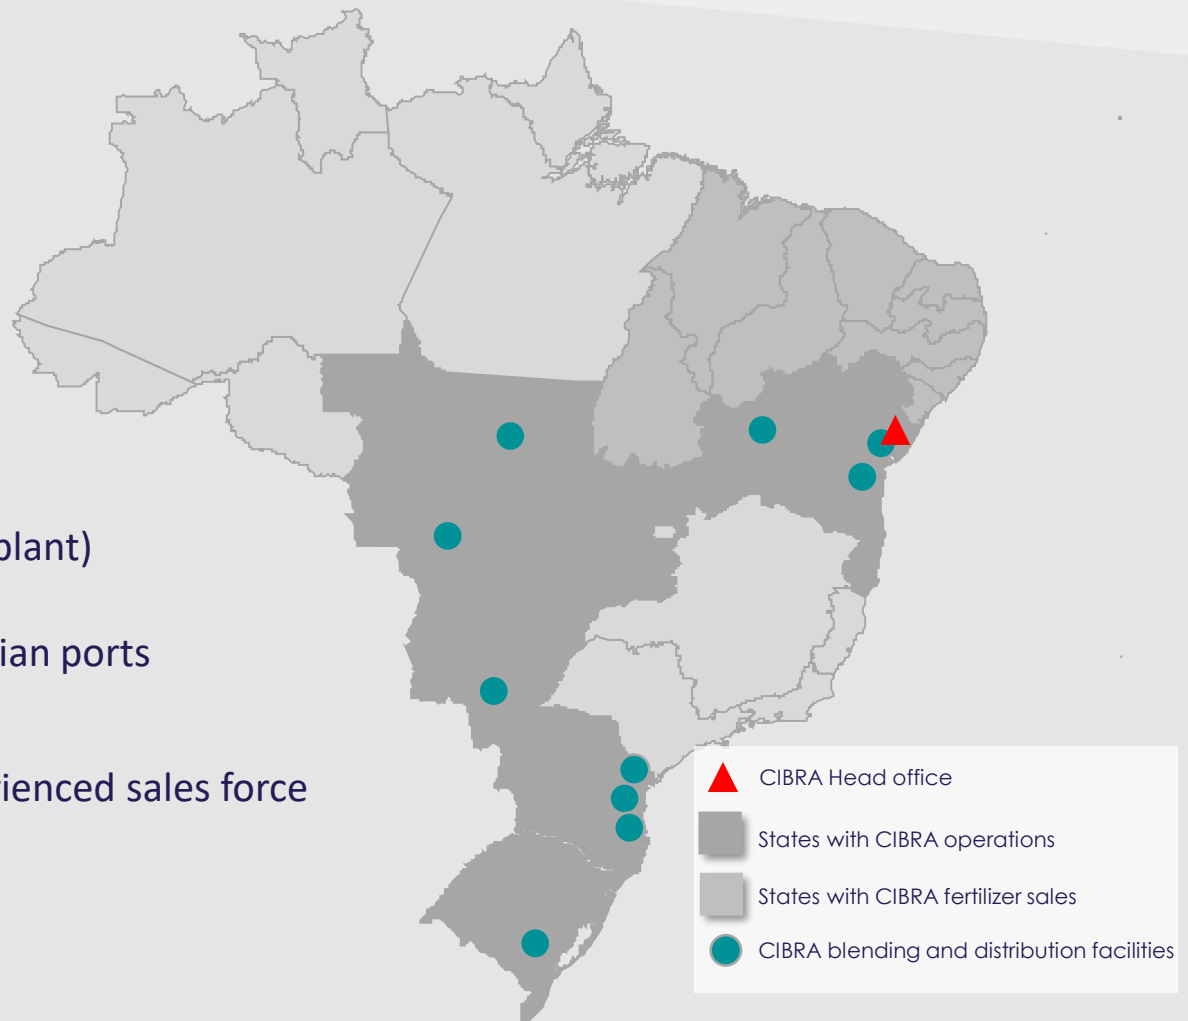 plant)
ian ports
rienced sales force
CIBRA Head office
States with CIBRA operations
States with CIBRA fertilizer sales
CIBRA blending and distribution facilities